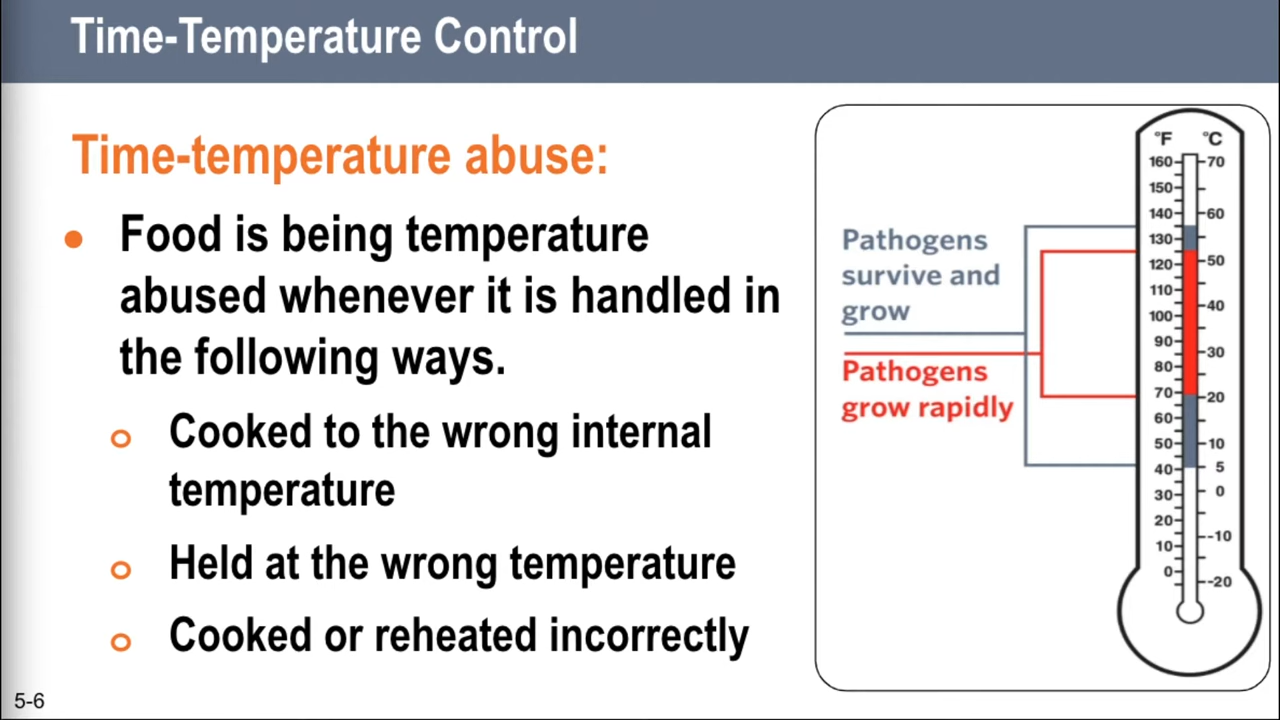 Time-Temperature Control
Time-temperature abuse:
Food is being temperature
abused whenever it is handled in
the following ways.
Cooked to the wrong internal
temperature
Held at the wrong temperature
Cooked or reheated incorrectly
5-6
Pathogens
survive and
grow
Pathogens
grow rapidly
°F °C
160 70
150
140 60
130
120 50
110
100 40
90
80 30
70 20
60
50 10
40 5
30 0
20
10 -10
0 -20